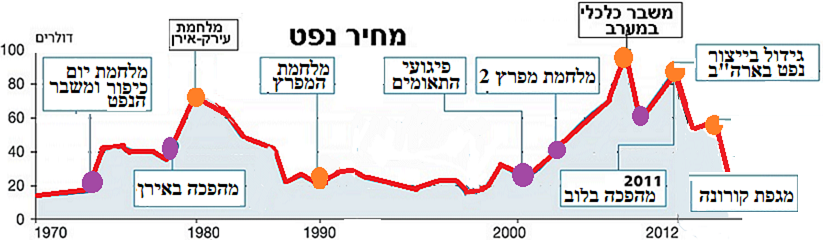 מחיר נפט
דולרים
100
80
60
40
20
0
מלחמת יום
כיפור ומשבר
הנפט
מלחמת
עירק-אירן
מהפכה באירן
מלחמת
המפרץ
פיגועי
התאומים
מלחמת מפרץ 2
משבר כלכלי
במערב
2011
מהפכה בלוב
גידול בייצור
נפט בארה"ב
מגפת קורונה
1970
1980
1990
2000
2012